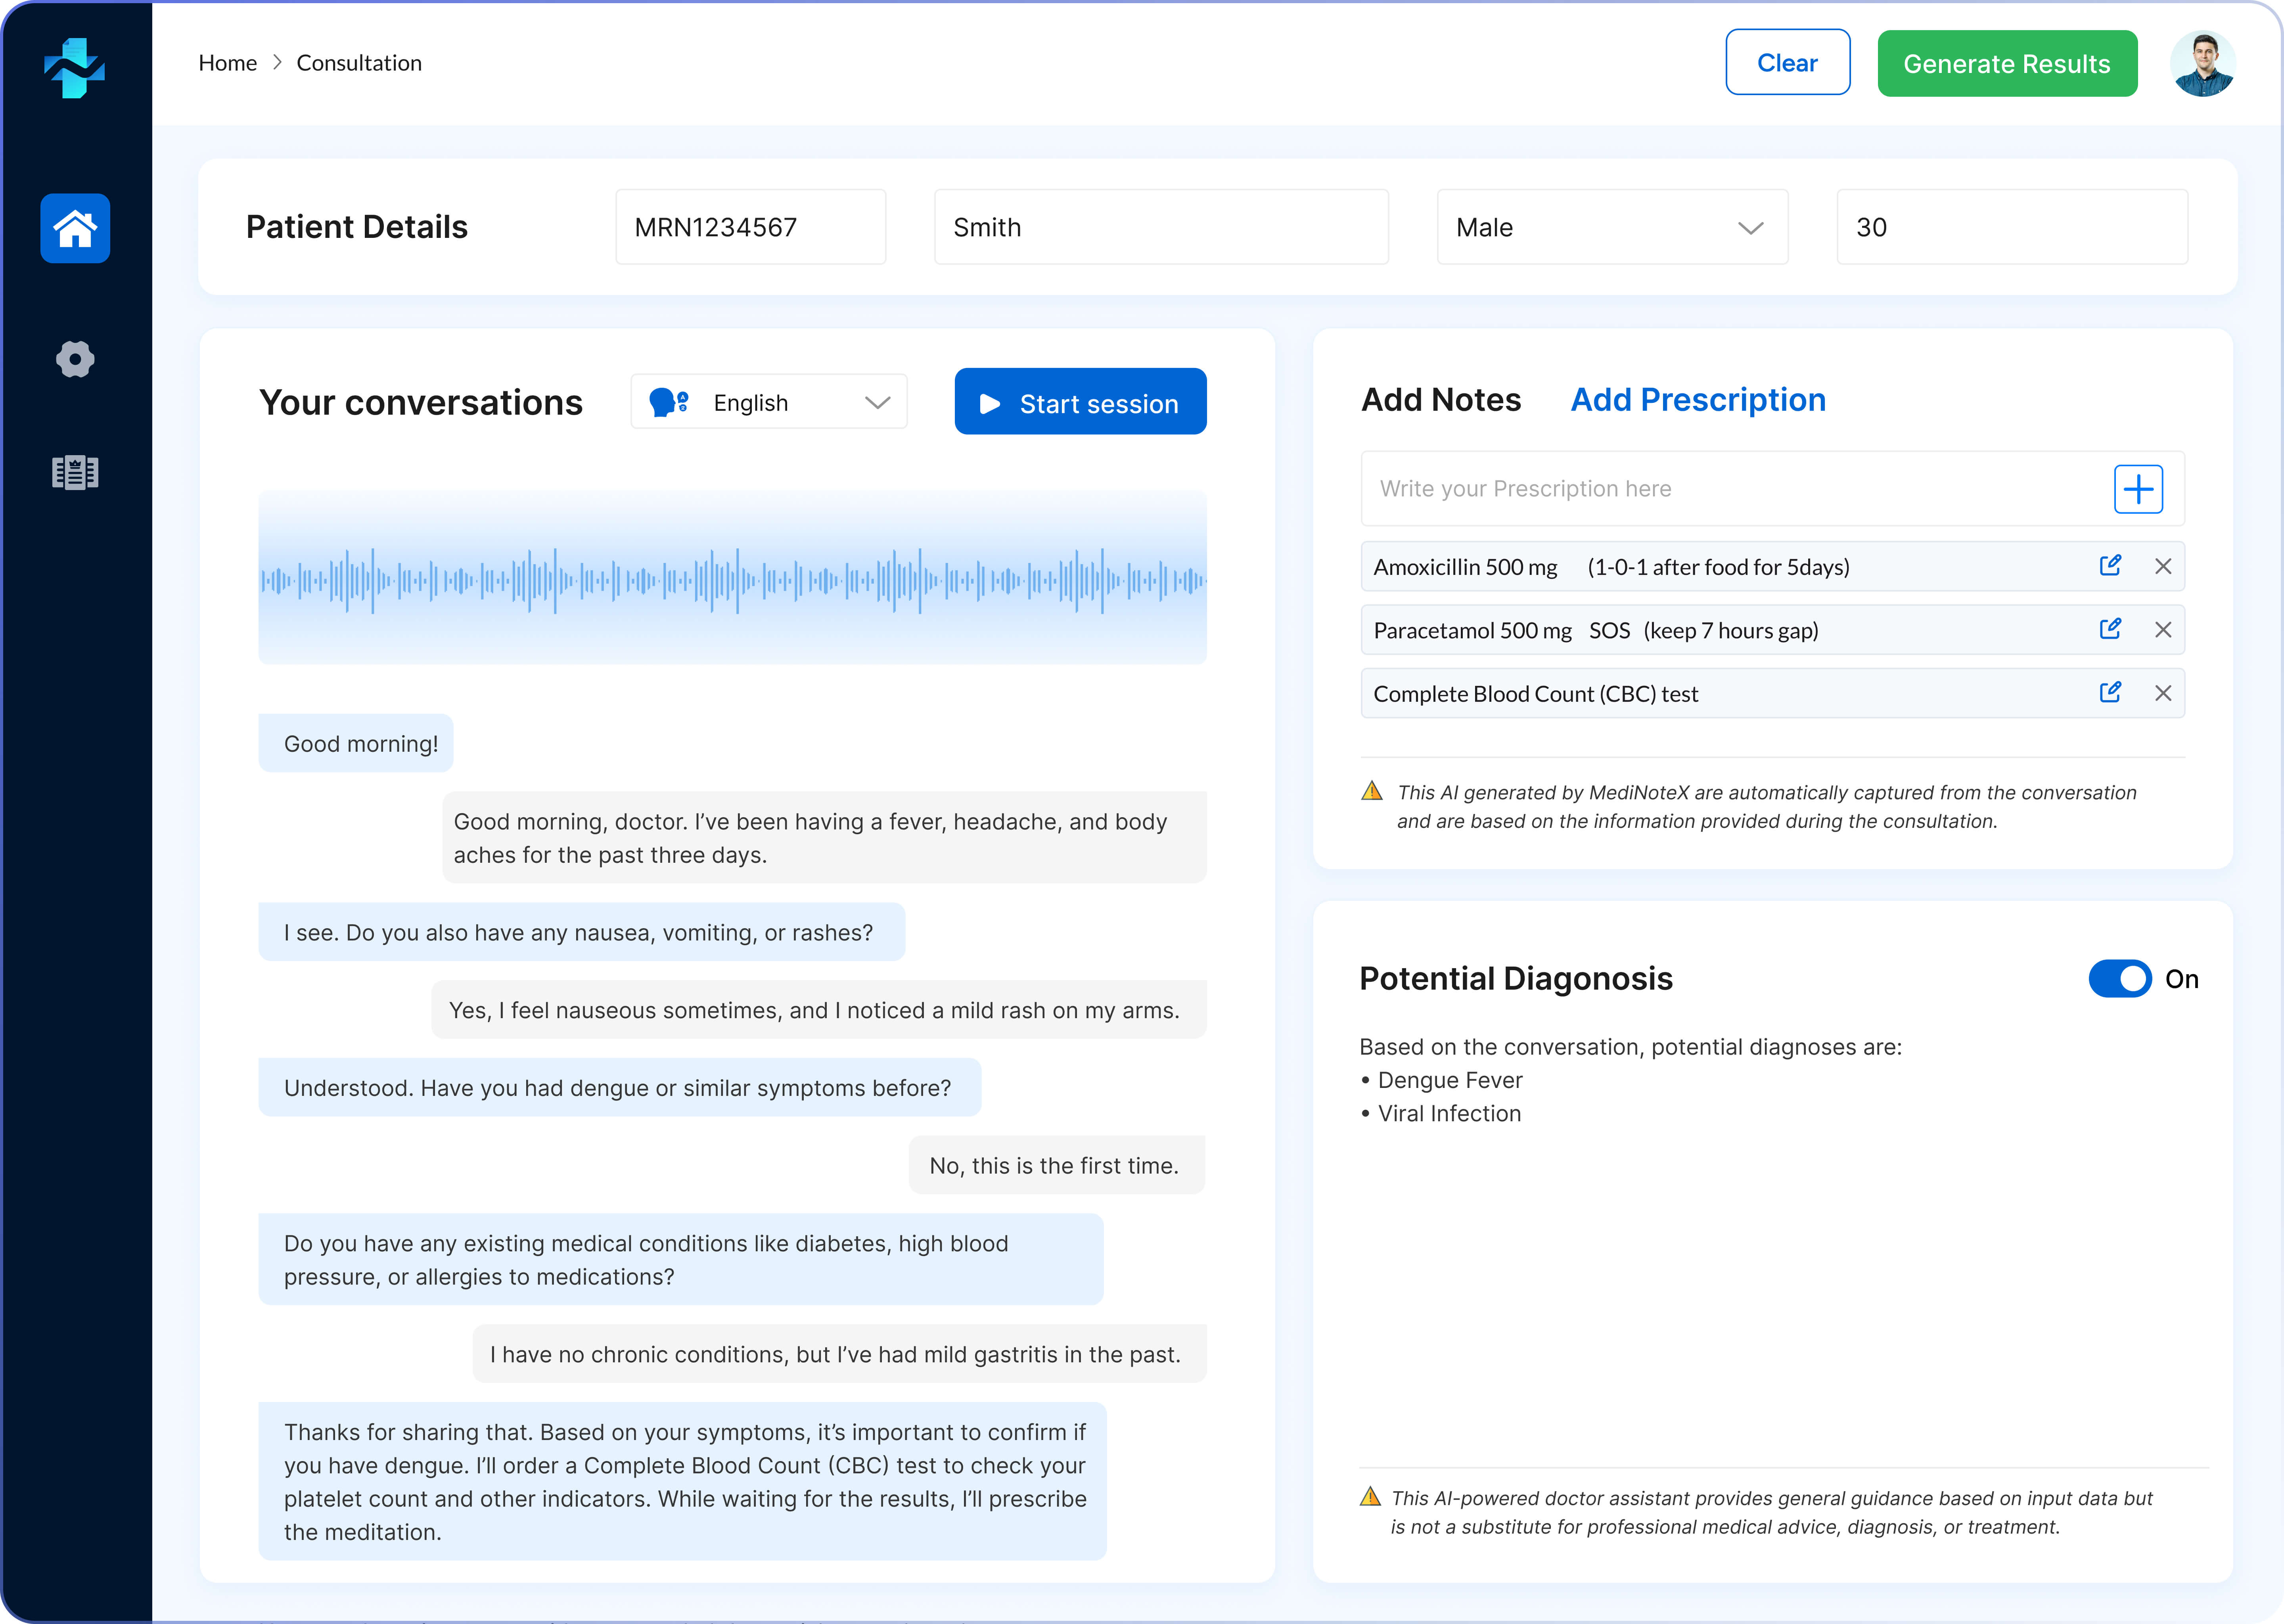 Home > Consultation
Clear
Generate Results
Patient Details
MRN1234567
Smith
Male
30
Your conversations
English
Start session
Good morning!
Good morning, doctor. I’ve been having a fever, headache, and body
aches for the past three days.
I see. Do you also have any nausea, vomiting, or rashes?
Yes, I feel nauseous sometimes, and I noticed a mild rash on my arms.
Understood. Have you had dengue or similar symptoms before?
No, this is the first time.
Do you have any existing medical conditions like diabetes, high blood
pressure, or allergies to medications?
I have no chronic conditions, but I’ve had mild gastritis in the past.
Thanks for sharing that. Based on your symptoms, it’s important to confirm if
you have dengue. I’ll order a Complete Blood Count (CBC) test to check your
platelet count and other indicators. While waiting for the results, I’ll prescribe
the meditation.
Add Notes
Add Prescription
Write your Prescription here
Amoxicillin 500 mg (1-0-1 after food for 5days)
Paracetamol 500 mg SOS (keep 7 hours gap)
Complete Blood Count (CBC) test
This AI generated by MediNoteX are automatically captured from the conversation
and are based on the information provided during the consultation.
Potential Diagonosis
On
Based on the conversation, potential diagnoses are:
• Dengue Fever
• Viral Infection
This AI-powered doctor assistant provides general guidance based on input data but
is not a substitute for professional medical advice, diagnosis, or treatment.